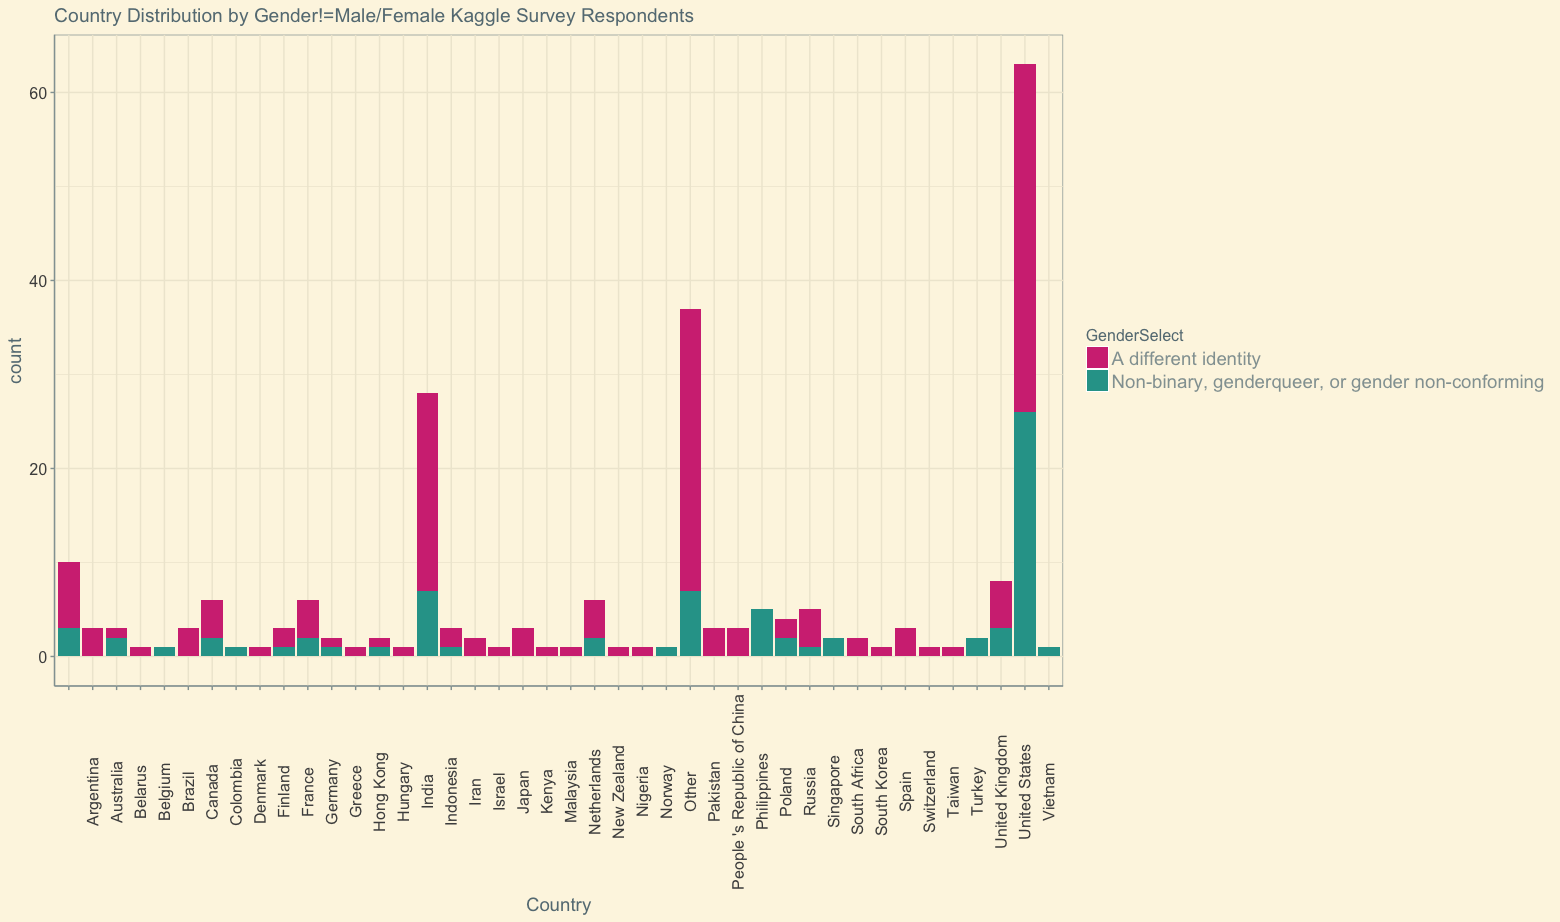 Country Distribution by Gender!=Male/Female Kaggle Survey Respondents
count
60
40
20
0
Argentina
Australia
Belarus
Belgium
Brazil
Canada
Colombia
Denmark
Finland
France
Germany
Greece
Hong Kong
Hungary
India
Indonesia
Iran
Israel
Japan
Kenya
Malaysia
Netherlands
New Zealand
Nigeria
Norway
Other
Pakistan
People 's Republic of China
Philippines
Poland
Russia
Singapore
South Africa
South Korea
Spain
Switzerland
Taiwan
Turkey
United Kingdom
United States
Vietnam
Country
GenderSelect
A different identity
Non-binary, genderqueer, or gender non-conforming